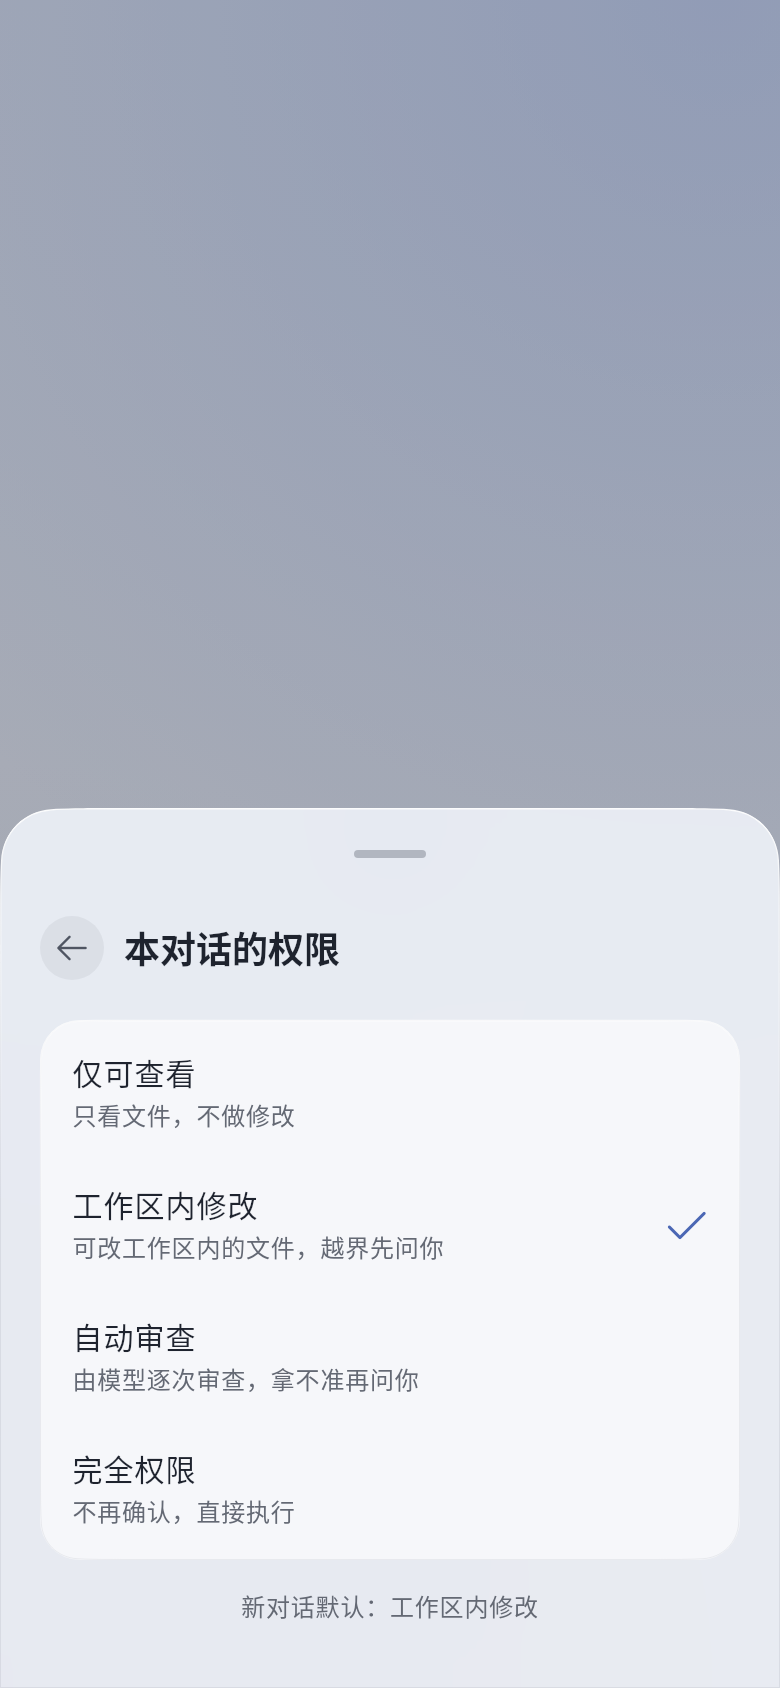 本对话的权限
仅可查看
只看文件，不做修改
工作区内修改
可改工作区内的文件，越界先问你
自动审查
由模型逐次审查，拿不准再问你
完全权限
不再确认，直接执行
新对话默认：工作区内修改